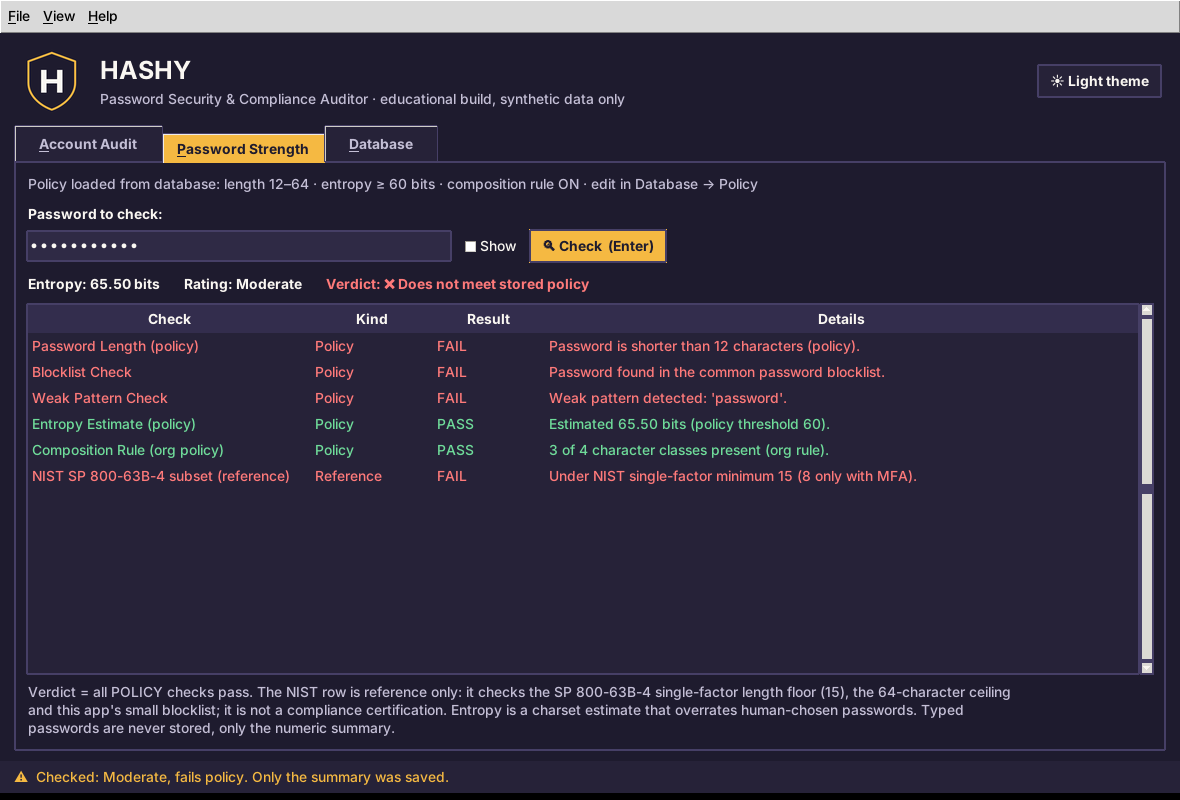 File View Help
H
HASHY
Password Security & Compliance Auditor · educational build, synthetic data only
☀ Light theme
Account Audit Password Strength Database
Policy loaded from database: length 12–64 · entropy ≥ 60 bits · composition rule ON · edit in Database → Policy
Password to check:
•••••••••••
Show
🔍 Check (Enter)
Entropy: 65.50 bits Rating: Moderate Verdict: ❌ Does not meet stored policy
Check Kind Result Details
Password Length (policy) Policy FAIL Password is shorter than 12 characters (policy).
Blocklist Check Policy FAIL Password found in the common password blocklist.
Weak Pattern Check Policy FAIL Weak pattern detected: 'password'.
Entropy Estimate (policy) Policy PASS Estimated 65.50 bits (policy threshold 60).
Composition Rule (org policy) Policy PASS 3 of 4 character classes present (org rule).
NIST SP 800-63B-4 subset (reference) Reference FAIL Under NIST single-factor minimum 15 (8 only with MFA).
Verdict = all POLICY checks pass. The NIST row is reference only: it checks the SP 800-63B-4 single-factor length floor (15), the 64-character ceiling
and this app's small blocklist; it is not a compliance certification. Entropy is a charset estimate that overrates human-chosen passwords. Typed
passwords are never stored, only the numeric summary.
⚠ Checked: Moderate, fails policy. Only the summary was saved.